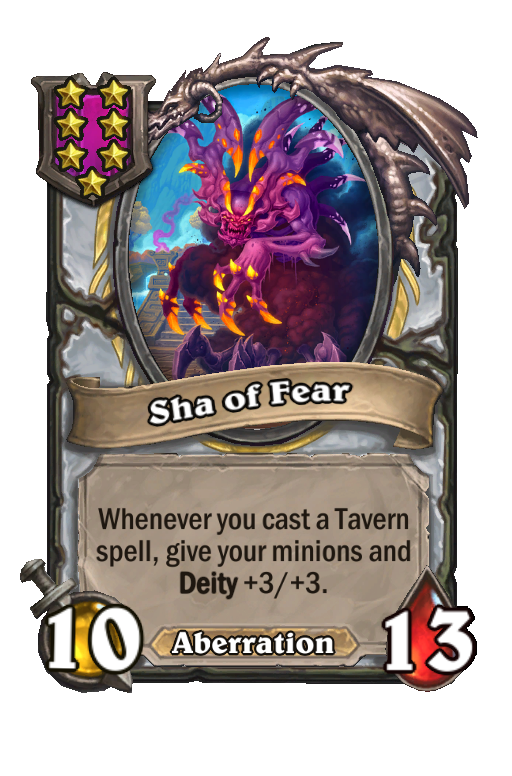 Sha of Fear
Whenever you cast a Tavern
spell, give your minions and
Deity +3/+3.
10
Aberration
13